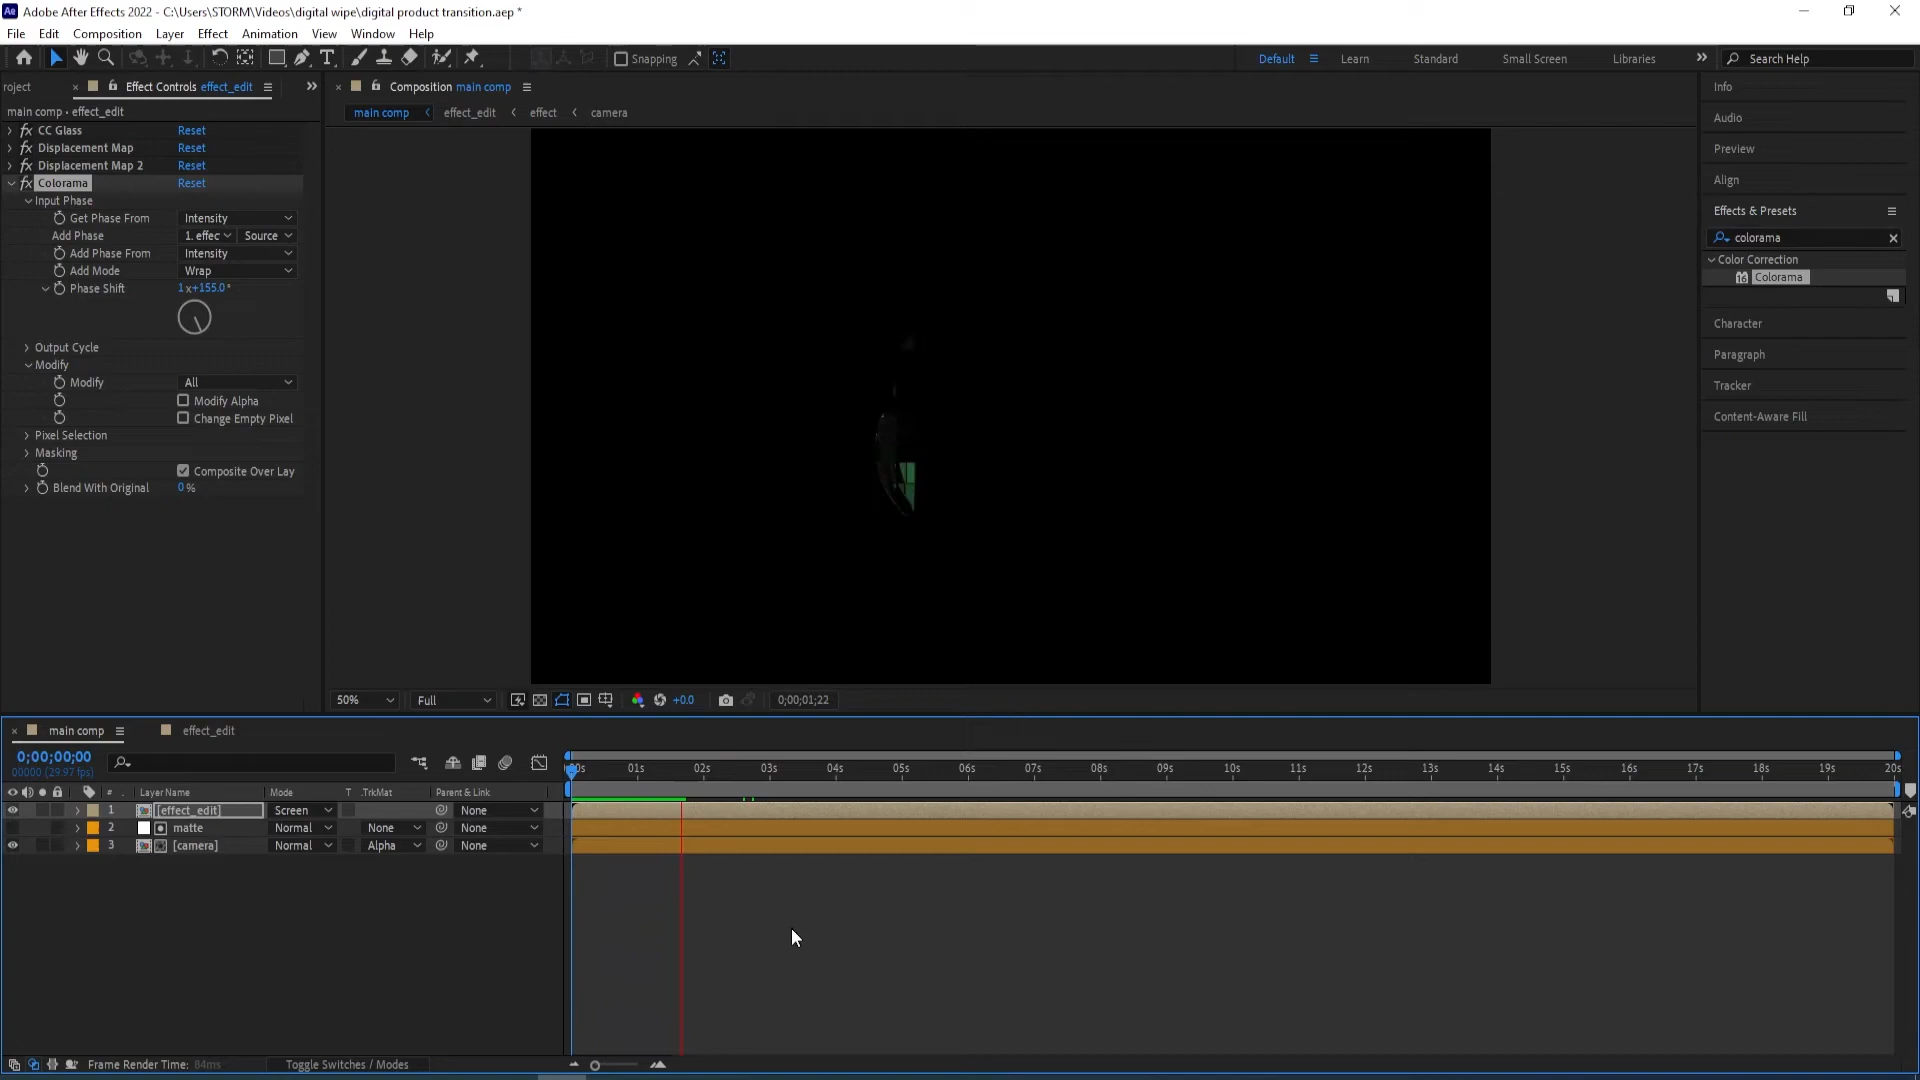 Ae Adobe After Effects 2022 - C:\Users\STORM\Videos\digital wipe\digital product transition.aep *
File Edit Composition Layer Effect Animation View Window Help
Snapping
Default Learn Standard Small Screen Libraries Search Help
roject Effect Controls effect_edit
main comp • effect_edit
fx CC Glass Reset
fx Displacement Map Reset
fx Displacement Map 2 Reset
fx Colorama Reset
Input Phase
Get Phase From Intensity
Add Phase 1. effec Source
Add Phase From Intensity
Add Mode Wrap
Phase Shift 1x+155.0°
Output Cycle
Modify
Modify All
Modify Alpha
Change Empty Pixel
Pixel Selection
Masking
Composite Over Lay
Blend With Original 0 %
Composition main comp
main comp effect_edit effect camera
50% Full +0.0 0;00;01;22
Info
Audio
Preview
Align
Effects & Presets
colorama
Color Correction
16 Colorama
Character
Paragraph
Tracker
Content-Aware Fill
main comp effect_edit
0;00;00;00
00000 (29.97 fps)
00s 01s 02s 03s 04s 05s 06s 07s 08s 09s 10s 11s 12s 13s 14s 15s 16s 17s 18s 19s 20s
# . Layer Name Mode T .TrkMat Parent & Link
1 [effect_edit] Screen None
2 matte Normal None None
3 [camera] Normal Alpha None
Frame Render Time: 84ms Toggle Switches / Modes